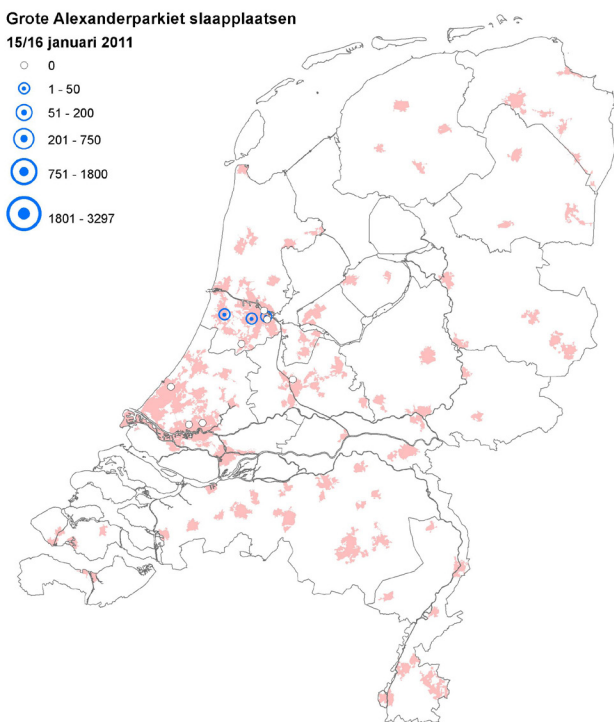 Grote Alexanderparkiet slaapplaatsen
15/16 januari 2011
0
1 - 50
51 - 200
201 - 750
751 - 1800
1801 - 3297